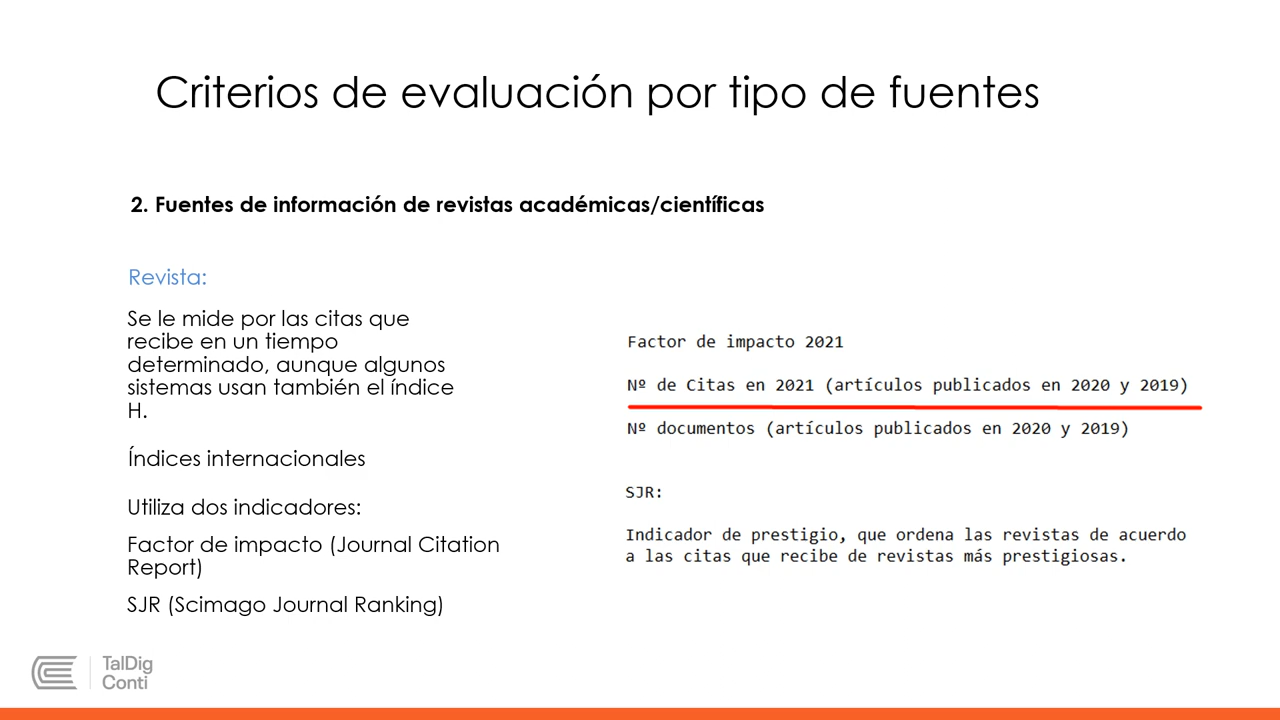 Criterios de evaluación por tipo de fuentes
2. Fuentes de información de revistas académicas/científicas
Revista:
Se le mide por las citas que
recibe en un tiempo
determinado, aunque algunos
sistemas usan también el índice
H.
Índices internacionales
Utiliza dos indicadores:
Factor de impacto (Journal Citation
Report)
SJR (Scimago Journal Ranking)
Factor de impacto 2021
Nº de Citas en 2021 (artículos publicados en 2020 y 2019)
Nº documentos (artículos publicados en 2020 y 2019)
SJR:
Indicador de prestigio, que ordena las revistas de acuerdo
a las citas que recibe de revistas más prestigiosas.
TalDig
Conti